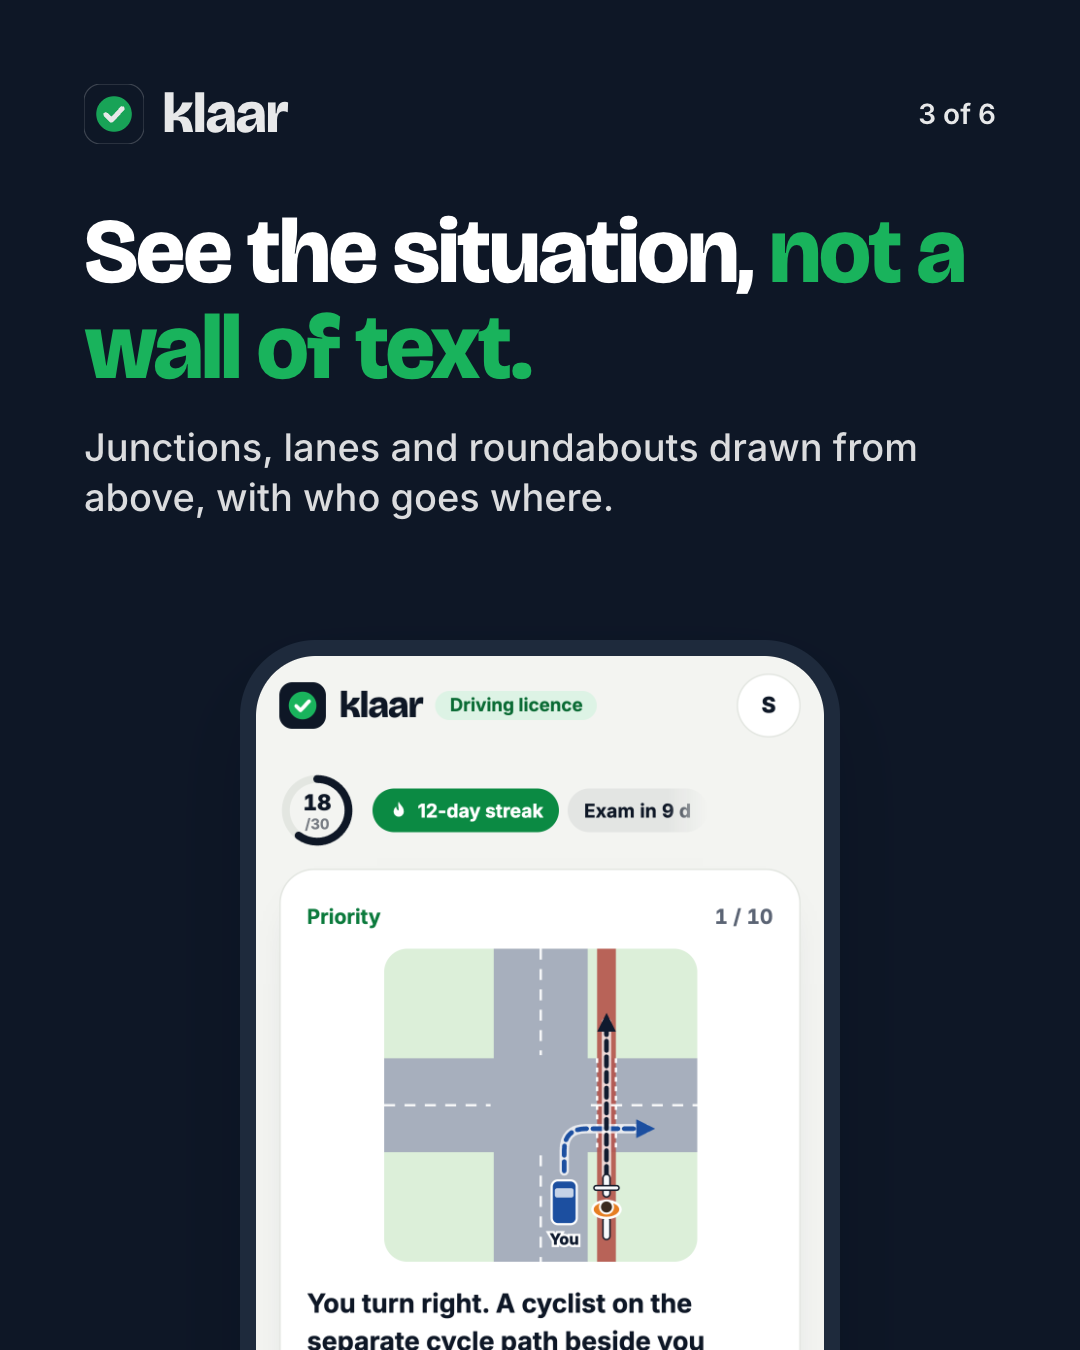 klaar
3 of 6
See the situation, not a
wall of text.
Junctions, lanes and roundabouts drawn from
above, with who goes where.
klaar Driving licence
S
18
/30
12-day streak
Exam in 9 d
Priority
1 / 10
You
You turn right. A cyclist on the
separate cycle path beside you